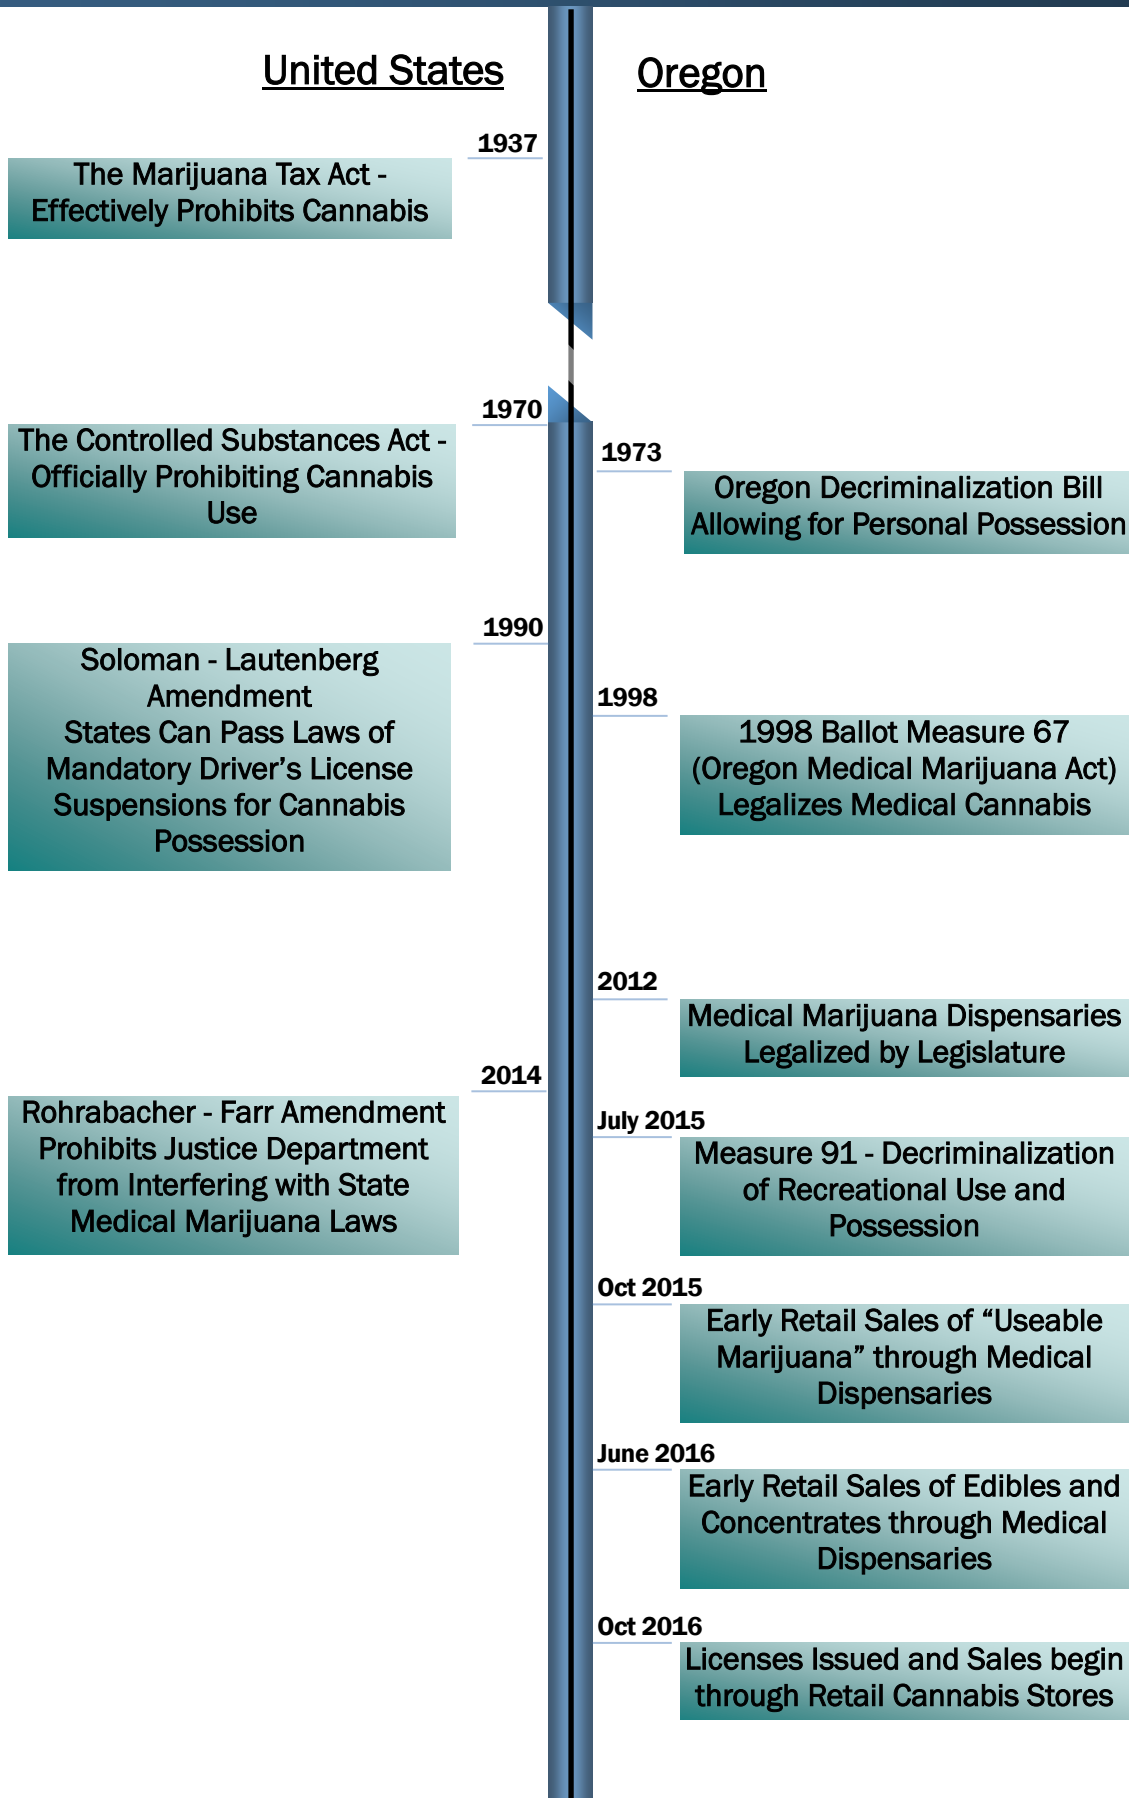 United States
Oregon
1937
The Marijuana Tax Act -
Effectively Prohibits Cannabis
1970
The Controlled Substances Act -
Officially Prohibiting Cannabis
Use
1973
Oregon Decriminalization Bill
Allowing for Personal Possession
1990
Soloman - Lautenberg
Amendment
States Can Pass Laws of
Mandatory Driver’s License
Suspensions for Cannabis
Possession
1998
1998 Ballot Measure 67
(Oregon Medical Marijuana Act)
Legalizes Medical Cannabis
2012
Medical Marijuana Dispensaries
Legalized by Legislature
2014
Rohrabacher - Farr Amendment
Prohibits Justice Department
from Interfering with State
Medical Marijuana Laws
July 2015
Measure 91 - Decriminalization
of Recreational Use and
Possession
Oct 2015
Early Retail Sales of “Useable
Marijuana” through Medical
Dispensaries
June 2016
Early Retail Sales of Edibles and
Concentrates through Medical
Dispensaries
Oct 2016
Licenses Issued and Sales begin
through Retail Cannabis Stores